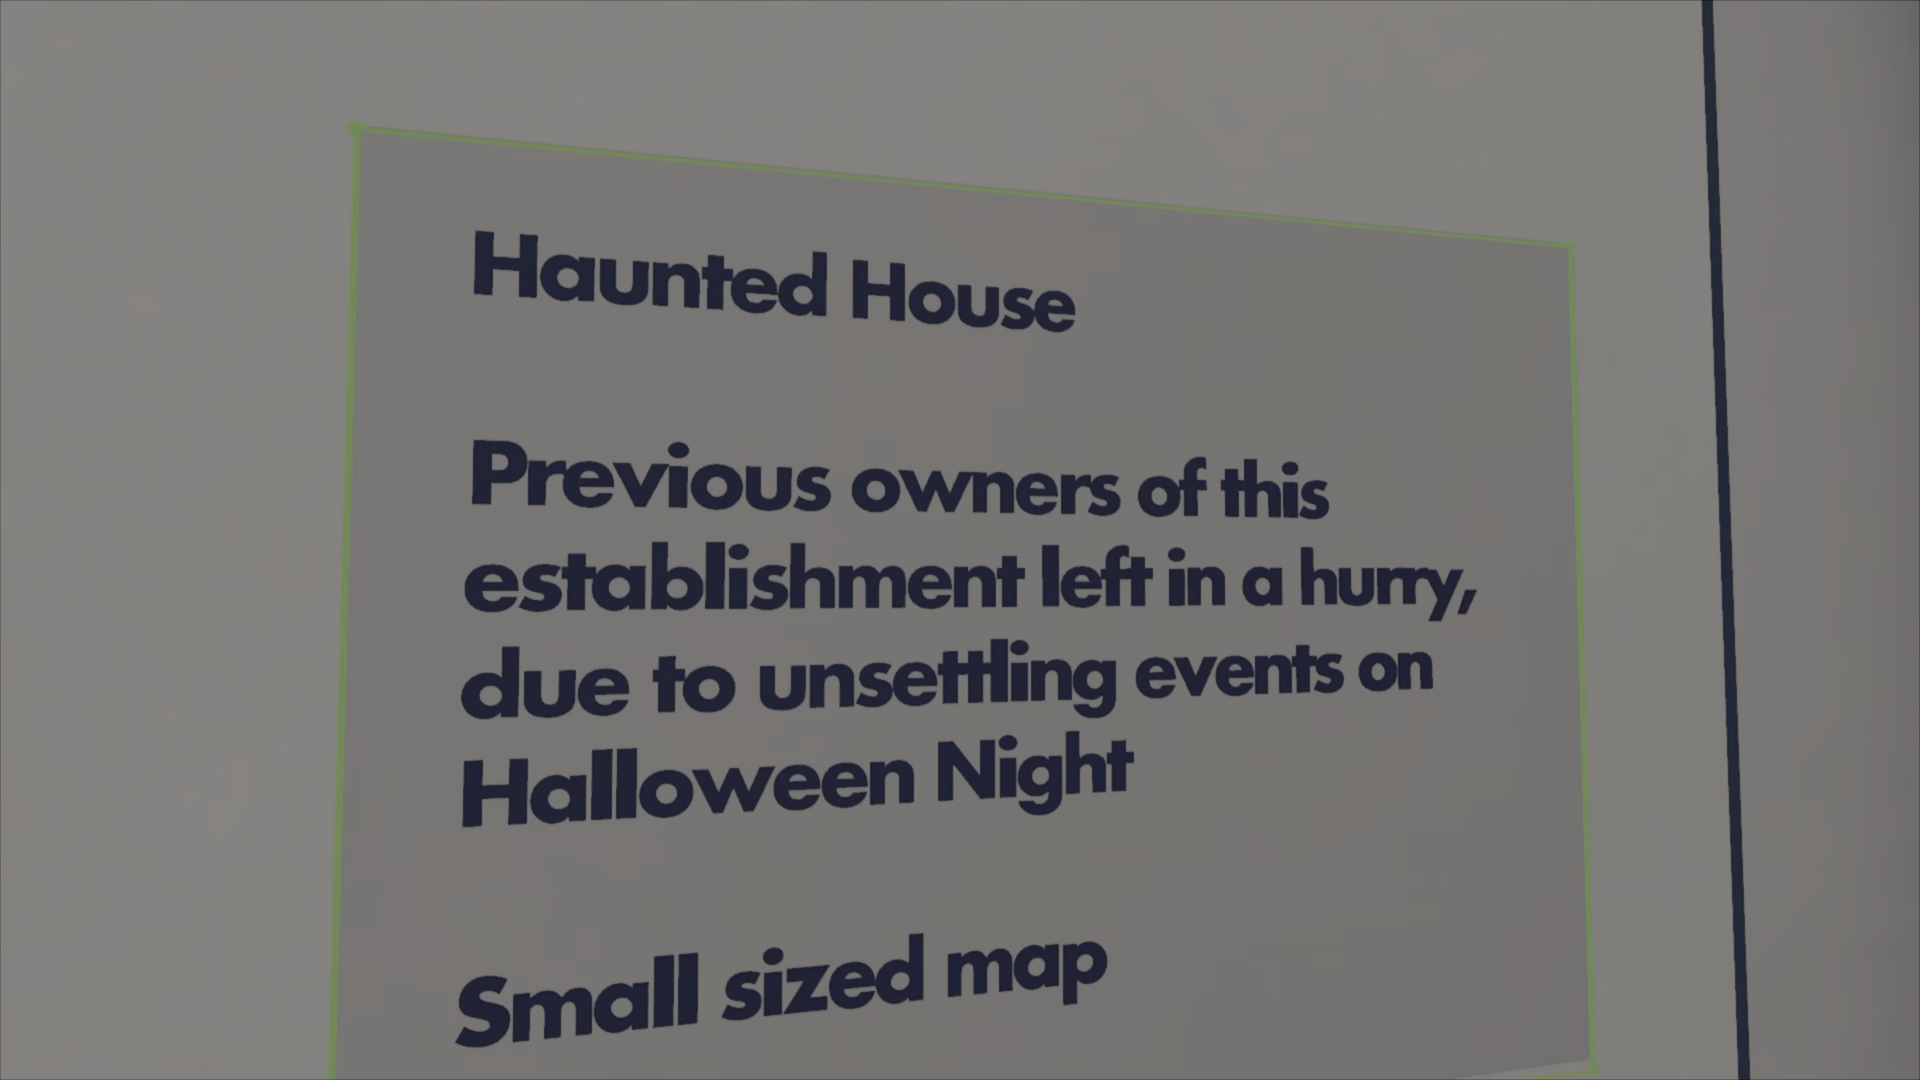 Haunted House
Previous owners of this
establishment left in a hurry,
due to unsettling events on
Halloween Night
Small sized map